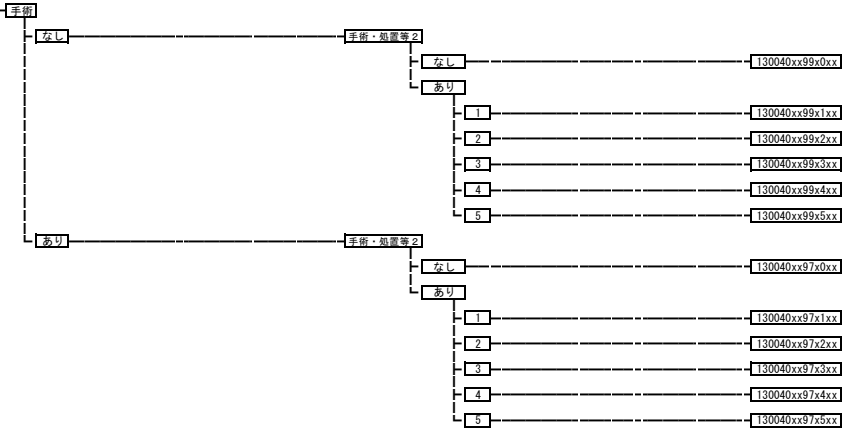 手術
なし 手術・処置等２
なし 130040xx99x0xx
あり
1 130040xx99x1xx
2 130040xx99x2xx
3 130040xx99x3xx
4 130040xx99x4xx
5 130040xx99x5xx
あり 手術・処置等２
なし 130040xx97x0xx
あり
1 130040xx97x1xx
2 130040xx97x2xx
3 130040xx97x3xx
4 130040xx97x4xx
5 130040xx97x5xx